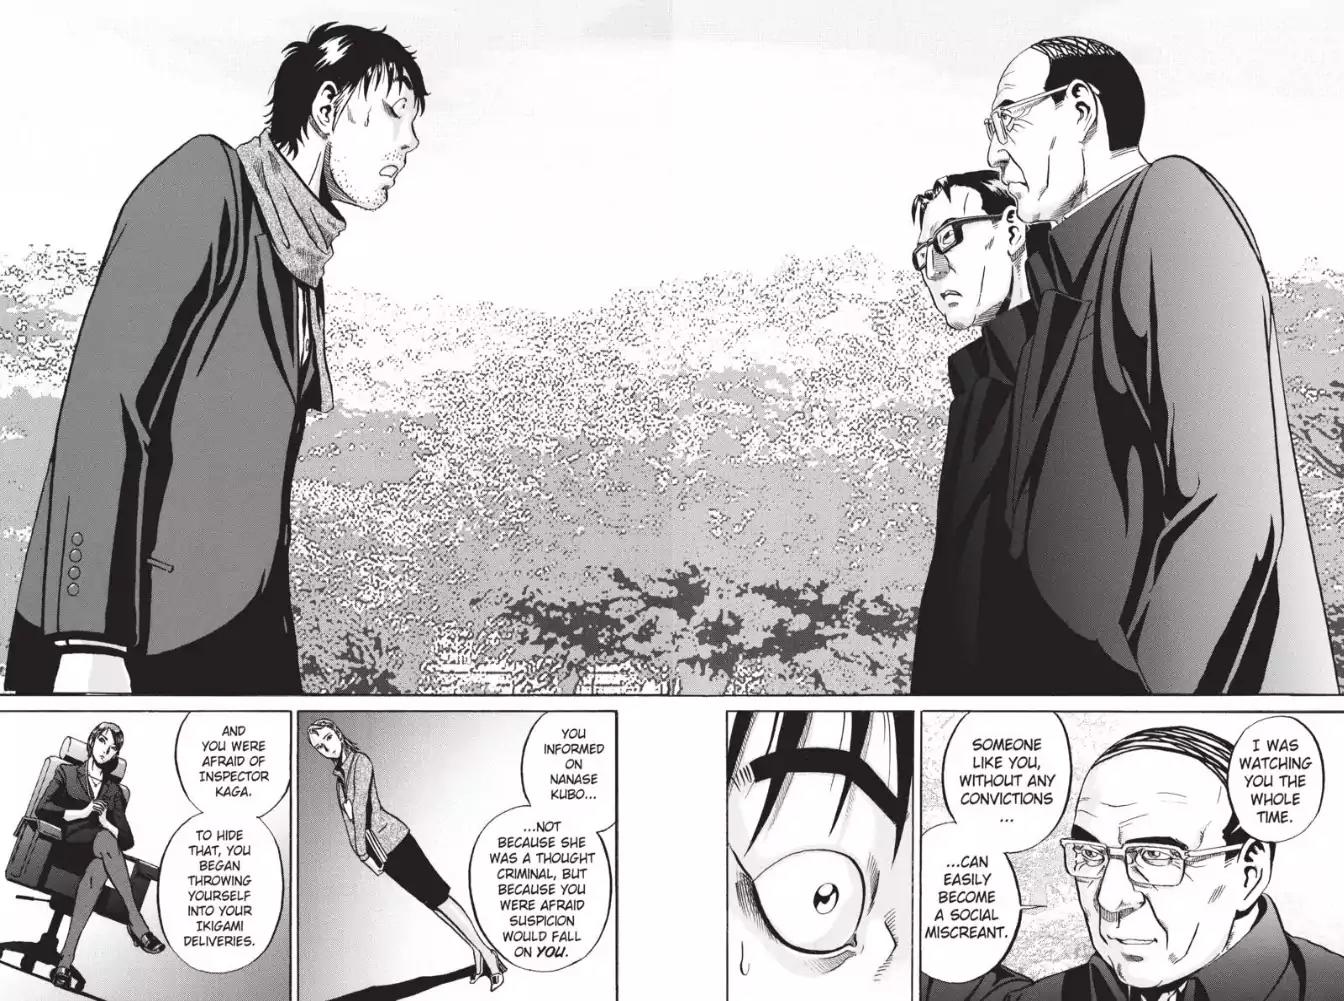 I WAS
WATCHING
YOU THE
WHOLE
TIME.
SOMEONE
LIKE YOU,
WITHOUT ANY
CONVICTIONS
...
...CAN
EASILY
BECOME
A SOCIAL
MISCREANT.
YOU
INFORMED
ON
NANASE
KUBO...
...NOT
BECAUSE SHE
WAS A THOUGHT
CRIMINAL, BUT
BECAUSE YOU
WERE AFRAID
SUSPICION
WOULD FALL
ON YOU.
AND
YOU WERE
AFRAID OF
INSPECTOR
KAGA.
TO HIDE
THAT, YOU
BEGAN
THROWING
YOURSELF
INTO YOUR
IKIGAMI
DELIVERIES.